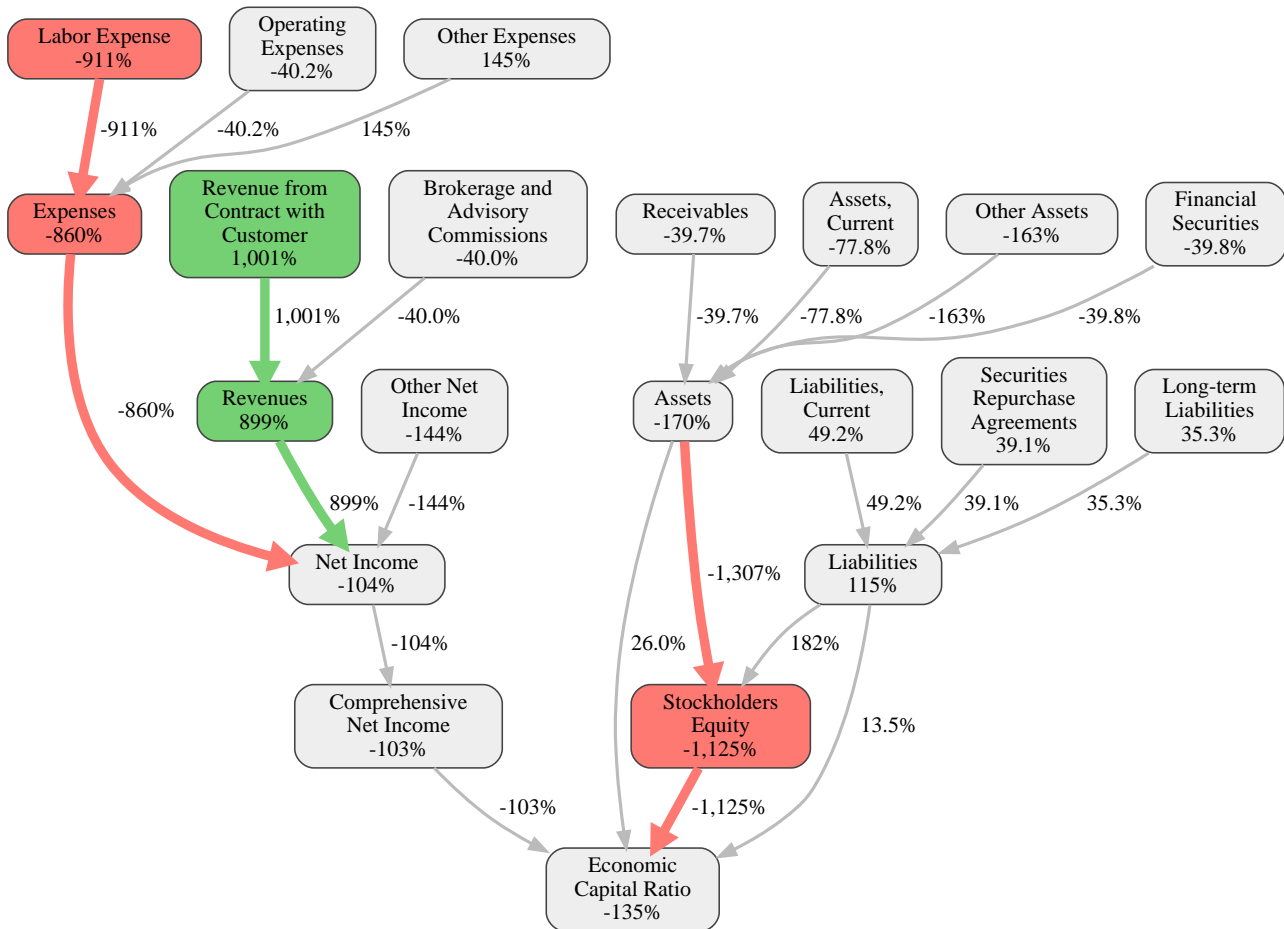 Labor Expense
-911%
Operating
Expenses
-40.2%
Other Expenses
145%
-911%
-40.2%
145%
Expenses
-860%
Revenue from
Contract with
Customer
1,001%
Brokerage and
Advisory
Commissions
-40.0%
Receivables
-39.7%
Assets,
Current
-77.8%
Other Assets
-163%
Financial
Securities
-39.8%
1,001%
-40.0%
-39.7%
-77.8%
-163%
-39.8%
-860%
Revenues
899%
Other Net
Income
-144%
Assets
-170%
Liabilities,
Current
49.2%
Securities
Repurchase
Agreements
39.1%
Long-term
Liabilities
35.3%
899%
-144%
49.2%
39.1%
35.3%
Net Income
-104%
-1,307%
Liabilities
115%
-104%
26.0%
182%
Comprehensive
Net Income
-103%
Stockholders
Equity
-1,125%
13.5%
-103%
-1,125%
Economic
Capital Ratio
-135%